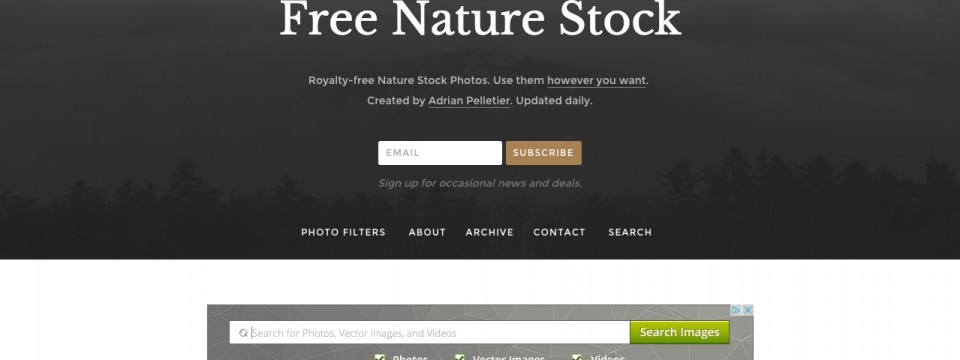 Free Nature Stock
Royalty-free Nature Stock Photos. Use them however you want.
Created by Adrian Pelletier. Updated daily.
EMAIL
SUBSCRIBE
Sign up for occasional news and deals.
PHOTO FILTERS ABOUT ARCHIVE CONTACT SEARCH
Search for Photos, Vector Images, and Videos
Search Images
Photos Vector Images Videos